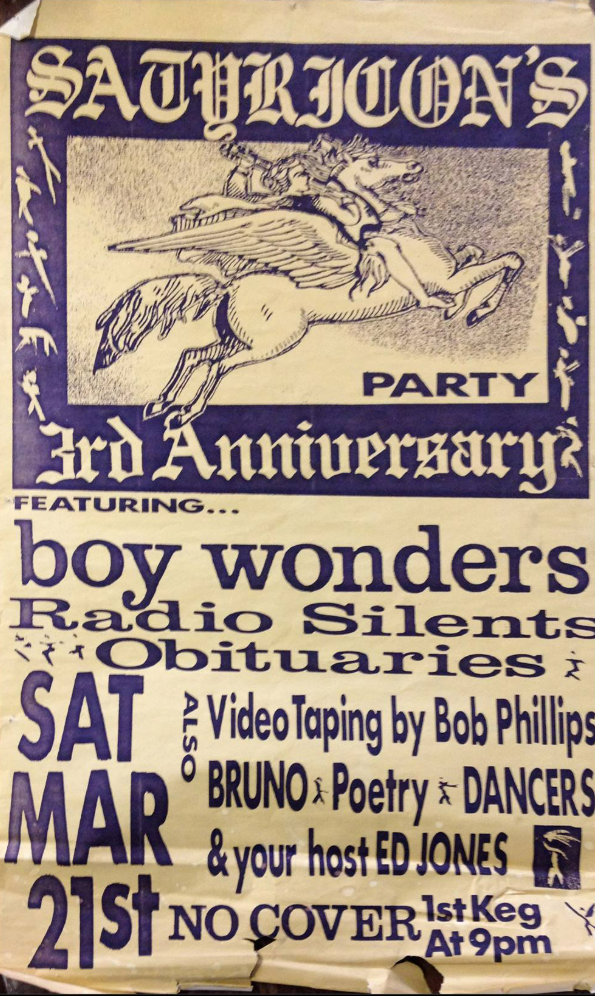 SATYRICON'S
PARTY
3rd Anniversary
FEATURING...
boy wonders
Radio Silents
Obituaries
SAT
MAR
21st
ALSO
Video Taping by Bob Phillips
BRUNO Poetry DANCERS
& your host ED JONES
NO COVER
1st Keg
At 9pm